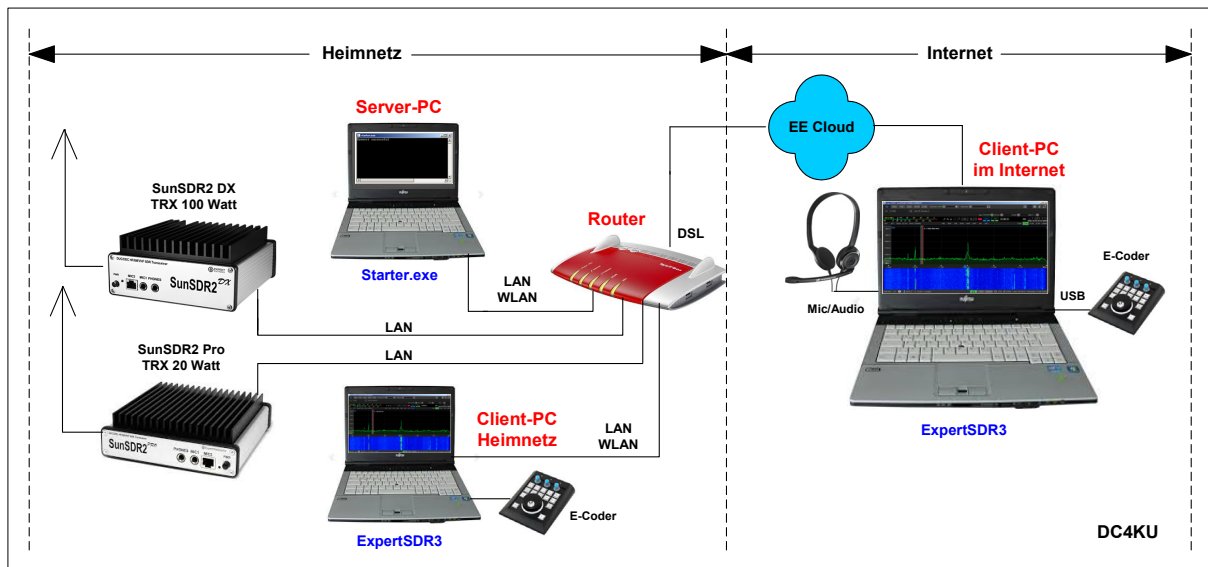 Heimnetz
Internet
Server-PC
EE Cloud
Client-PC
im Internet
SunSDR2 DX
TRX 100 Watt
Router
DSL
SunSDR2 DX
Starter.exe
LAN
WLAN
E-Coder
USB
Mic/Audio
LAN
SunSDR2 Pro
TRX 20 Watt
LAN
SunSDR2
Client-PC
Heimnetz
LAN
WLAN
ExpertSDR3
E-Coder
ExpertSDR3
DC4KU